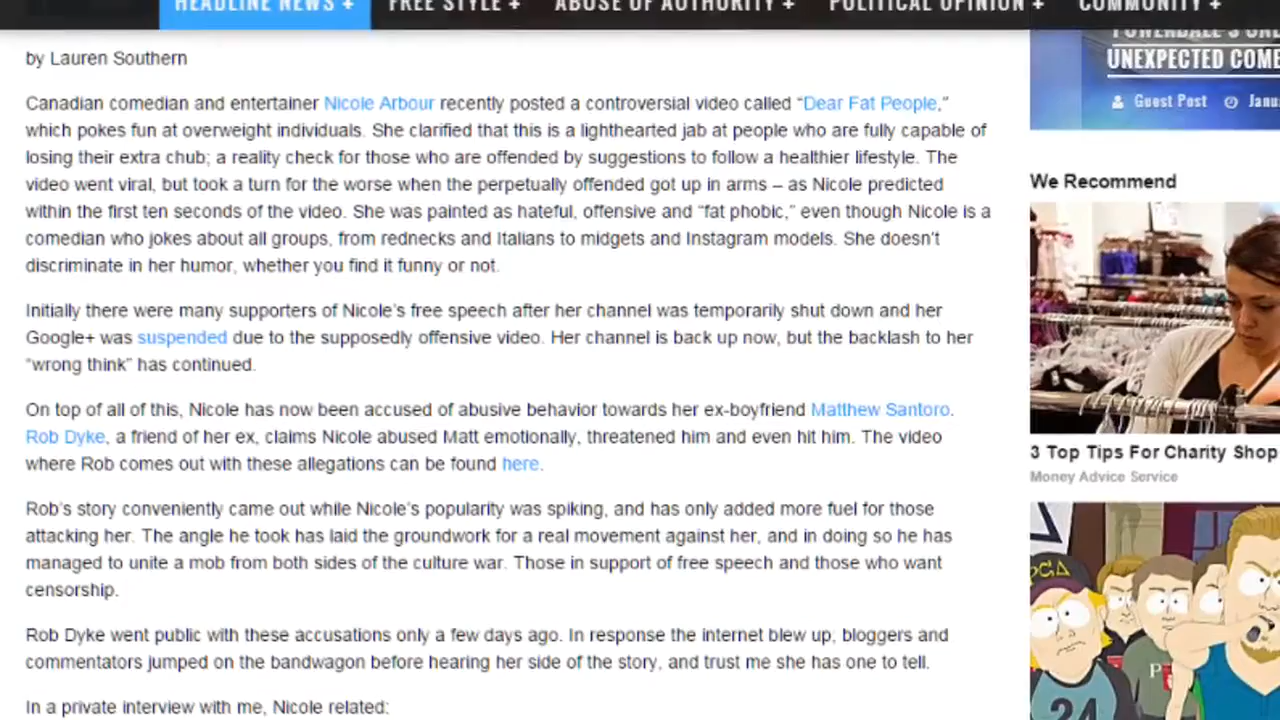 HEADLINE NEWS + FREE STYLE + ABUSE OF AUTHORITY + POLITICAL OPINION + COMMUNITY +
by Lauren Southern
Canadian comedian and entertainer Nicole Arbour recently posted a controversial video called “Dear Fat People,”
which pokes fun at overweight individuals. She clarified that this is a lighthearted jab at people who are fully capable of
losing their extra chub; a reality check for those who are offended by suggestions to follow a healthier lifestyle. The
video went viral, but took a turn for the worse when the perpetually offended got up in arms – as Nicole predicted
within the first ten seconds of the video. She was painted as hateful, offensive and “fat phobic,” even though Nicole is a
comedian who jokes about all groups, from rednecks and Italians to midgets and Instagram models. She doesn’t
discriminate in her humor, whether you find it funny or not.
Initially there were many supporters of Nicole’s free speech after her channel was temporarily shut down and her
Google+ was suspended due to the supposedly offensive video. Her channel is back up now, but the backlash to her
“wrong think” has continued.
On top of all of this, Nicole has now been accused of abusive behavior towards her ex-boyfriend Matthew Santoro.
Rob Dyke, a friend of her ex, claims Nicole abused Matt emotionally, threatened him and even hit him. The video
where Rob comes out with these allegations can be found here.
Rob’s story conveniently came out while Nicole’s popularity was spiking, and has only added more fuel for those
attacking her. The angle he took has laid the groundwork for a real movement against her, and in doing so he has
managed to unite a mob from both sides of the culture war. Those in support of free speech and those who want
censorship.
Rob Dyke went public with these accusations only a few days ago. In response the internet blew up, bloggers and
commentators jumped on the bandwagon before hearing her side of the story, and trust me she has one to tell.
In a private interview with me, Nicole related:
UNEXPECTED COME
Guest Post Janu
We Recommend
3 Top Tips For Charity Shop
Money Advice Service
24